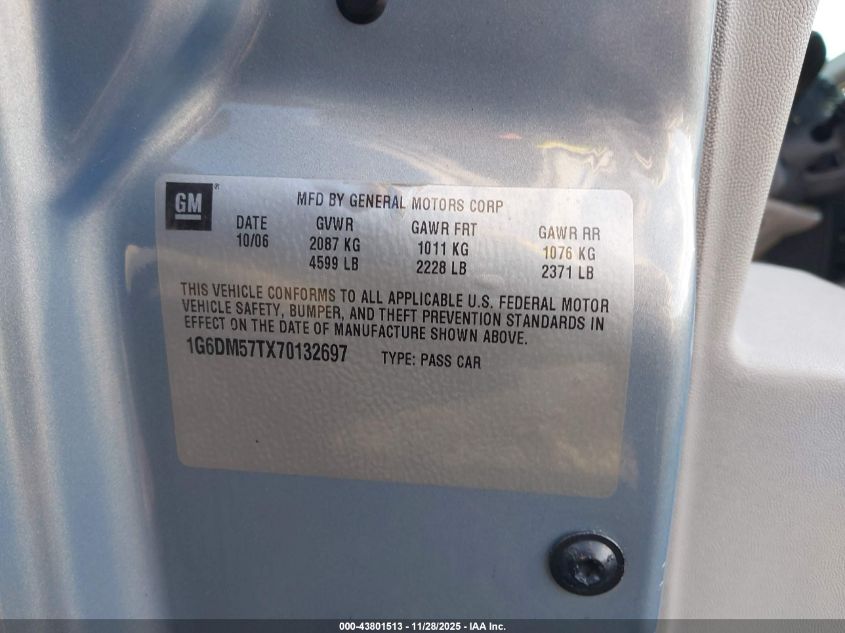 GM ®
MFD BY GENERAL MOTORS CORP
DATE GVWR GAWR FRT GAWR RR
10/06 2087 KG 1011 KG 1076 KG
4599 LB 2228 LB 2371 LB
THIS VEHICLE CONFORMS TO ALL APPLICABLE U.S. FEDERAL MOTOR
VEHICLE SAFETY, BUMPER, AND THEFT PREVENTION STANDARDS IN
EFFECT ON THE DATE OF MANUFACTURE SHOWN ABOVE.
1G6DM57TX70132697 TYPE: PASS CAR
000-43801513 - 11/28/2025 - IAA Inc.